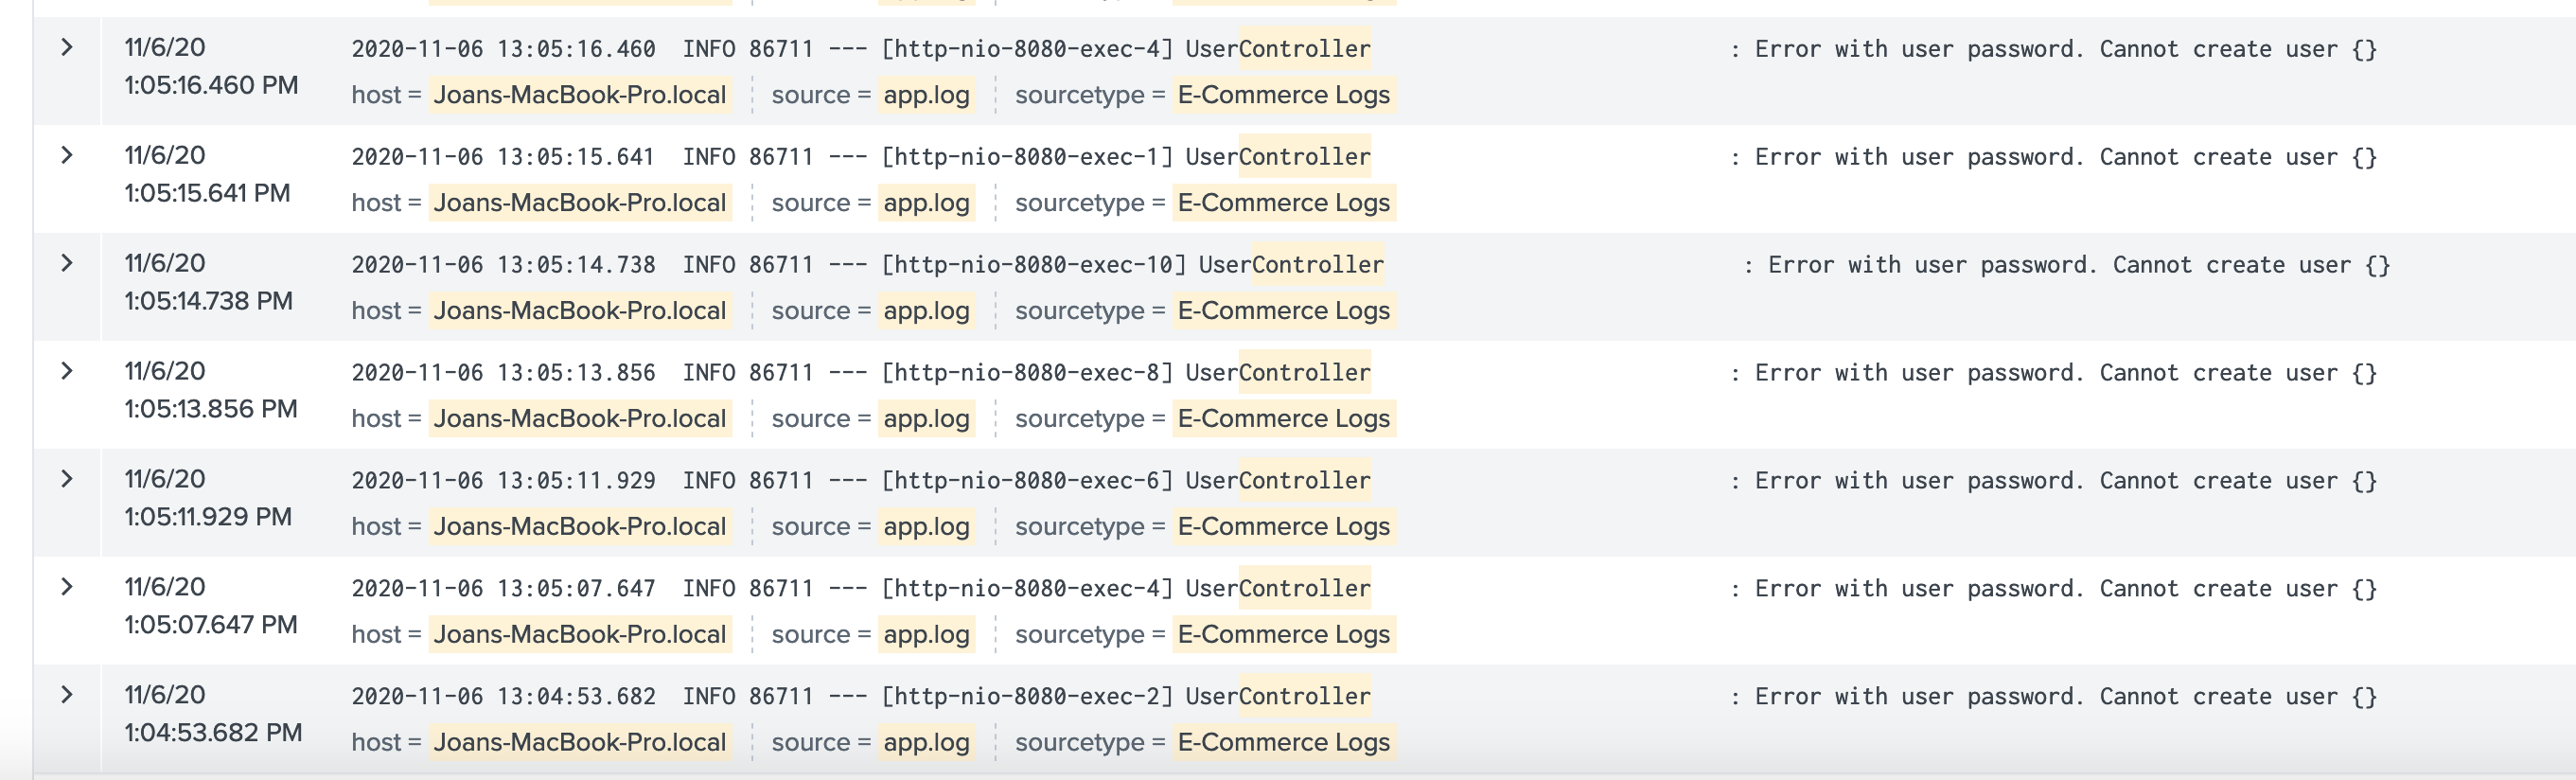 11/6/20 2020-11-06 13:05:16.460 INFO 86711 --- [http-nio-8080-exec-4] UserController : Error with user password. Cannot create user {}
1:05:16.460 PM host = Joans-MacBook-Pro.local source = app.log sourcetype = E-Commerce Logs
11/6/20 2020-11-06 13:05:15.641 INFO 86711 --- [http-nio-8080-exec-1] UserController : Error with user password. Cannot create user {}
1:05:15.641 PM host = Joans-MacBook-Pro.local source = app.log sourcetype = E-Commerce Logs
11/6/20 2020-11-06 13:05:14.738 INFO 86711 --- [http-nio-8080-exec-10] UserController : Error with user password. Cannot create user {}
1:05:14.738 PM host = Joans-MacBook-Pro.local source = app.log sourcetype = E-Commerce Logs
11/6/20 2020-11-06 13:05:13.856 INFO 86711 --- [http-nio-8080-exec-8] UserController : Error with user password. Cannot create user {}
1:05:13.856 PM host = Joans-MacBook-Pro.local source = app.log sourcetype = E-Commerce Logs
11/6/20 2020-11-06 13:05:11.929 INFO 86711 --- [http-nio-8080-exec-6] UserController : Error with user password. Cannot create user {}
1:05:11.929 PM host = Joans-MacBook-Pro.local source = app.log sourcetype = E-Commerce Logs
11/6/20 2020-11-06 13:05:07.647 INFO 86711 --- [http-nio-8080-exec-4] UserController : Error with user password. Cannot create user {}
1:05:07.647 PM host = Joans-MacBook-Pro.local source = app.log sourcetype = E-Commerce Logs
11/6/20 2020-11-06 13:04:53.682 INFO 86711 --- [http-nio-8080-exec-2] UserController : Error with user password. Cannot create user {}
1:04:53.682 PM host = Joans-MacBook-Pro.local source = app.log sourcetype = E-Commerce Logs